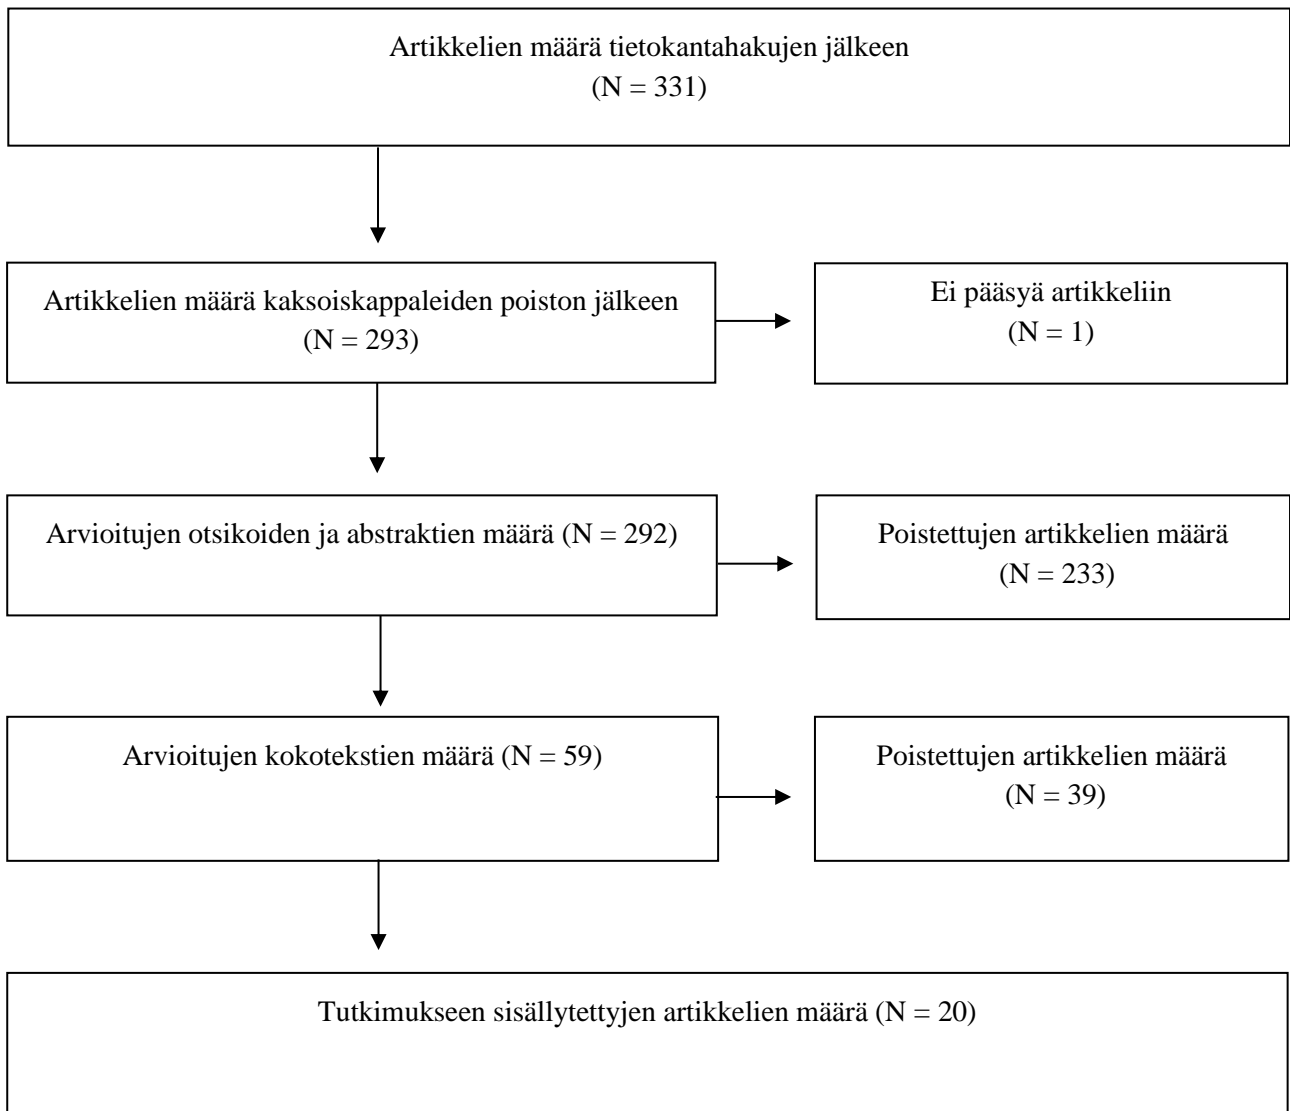 Artikkelien määrä tietokantahakujen jälkeen
(N = 331)
Artikkelien määrä kaksoiskappaleiden poiston jälkeen
(N = 293)
Ei pääsyä artikkeliin
(N = 1)
Arvioitujen otsikoiden ja abstraktien määrä (N = 292)
Poistettujen artikkelien määrä
(N = 233)
Arvioitujen kokotekstien määrä (N = 59)
Poistettujen artikkelien määrä
(N = 39)
Tutkimukseen sisällytettyjen artikkelien määrä (N = 20)